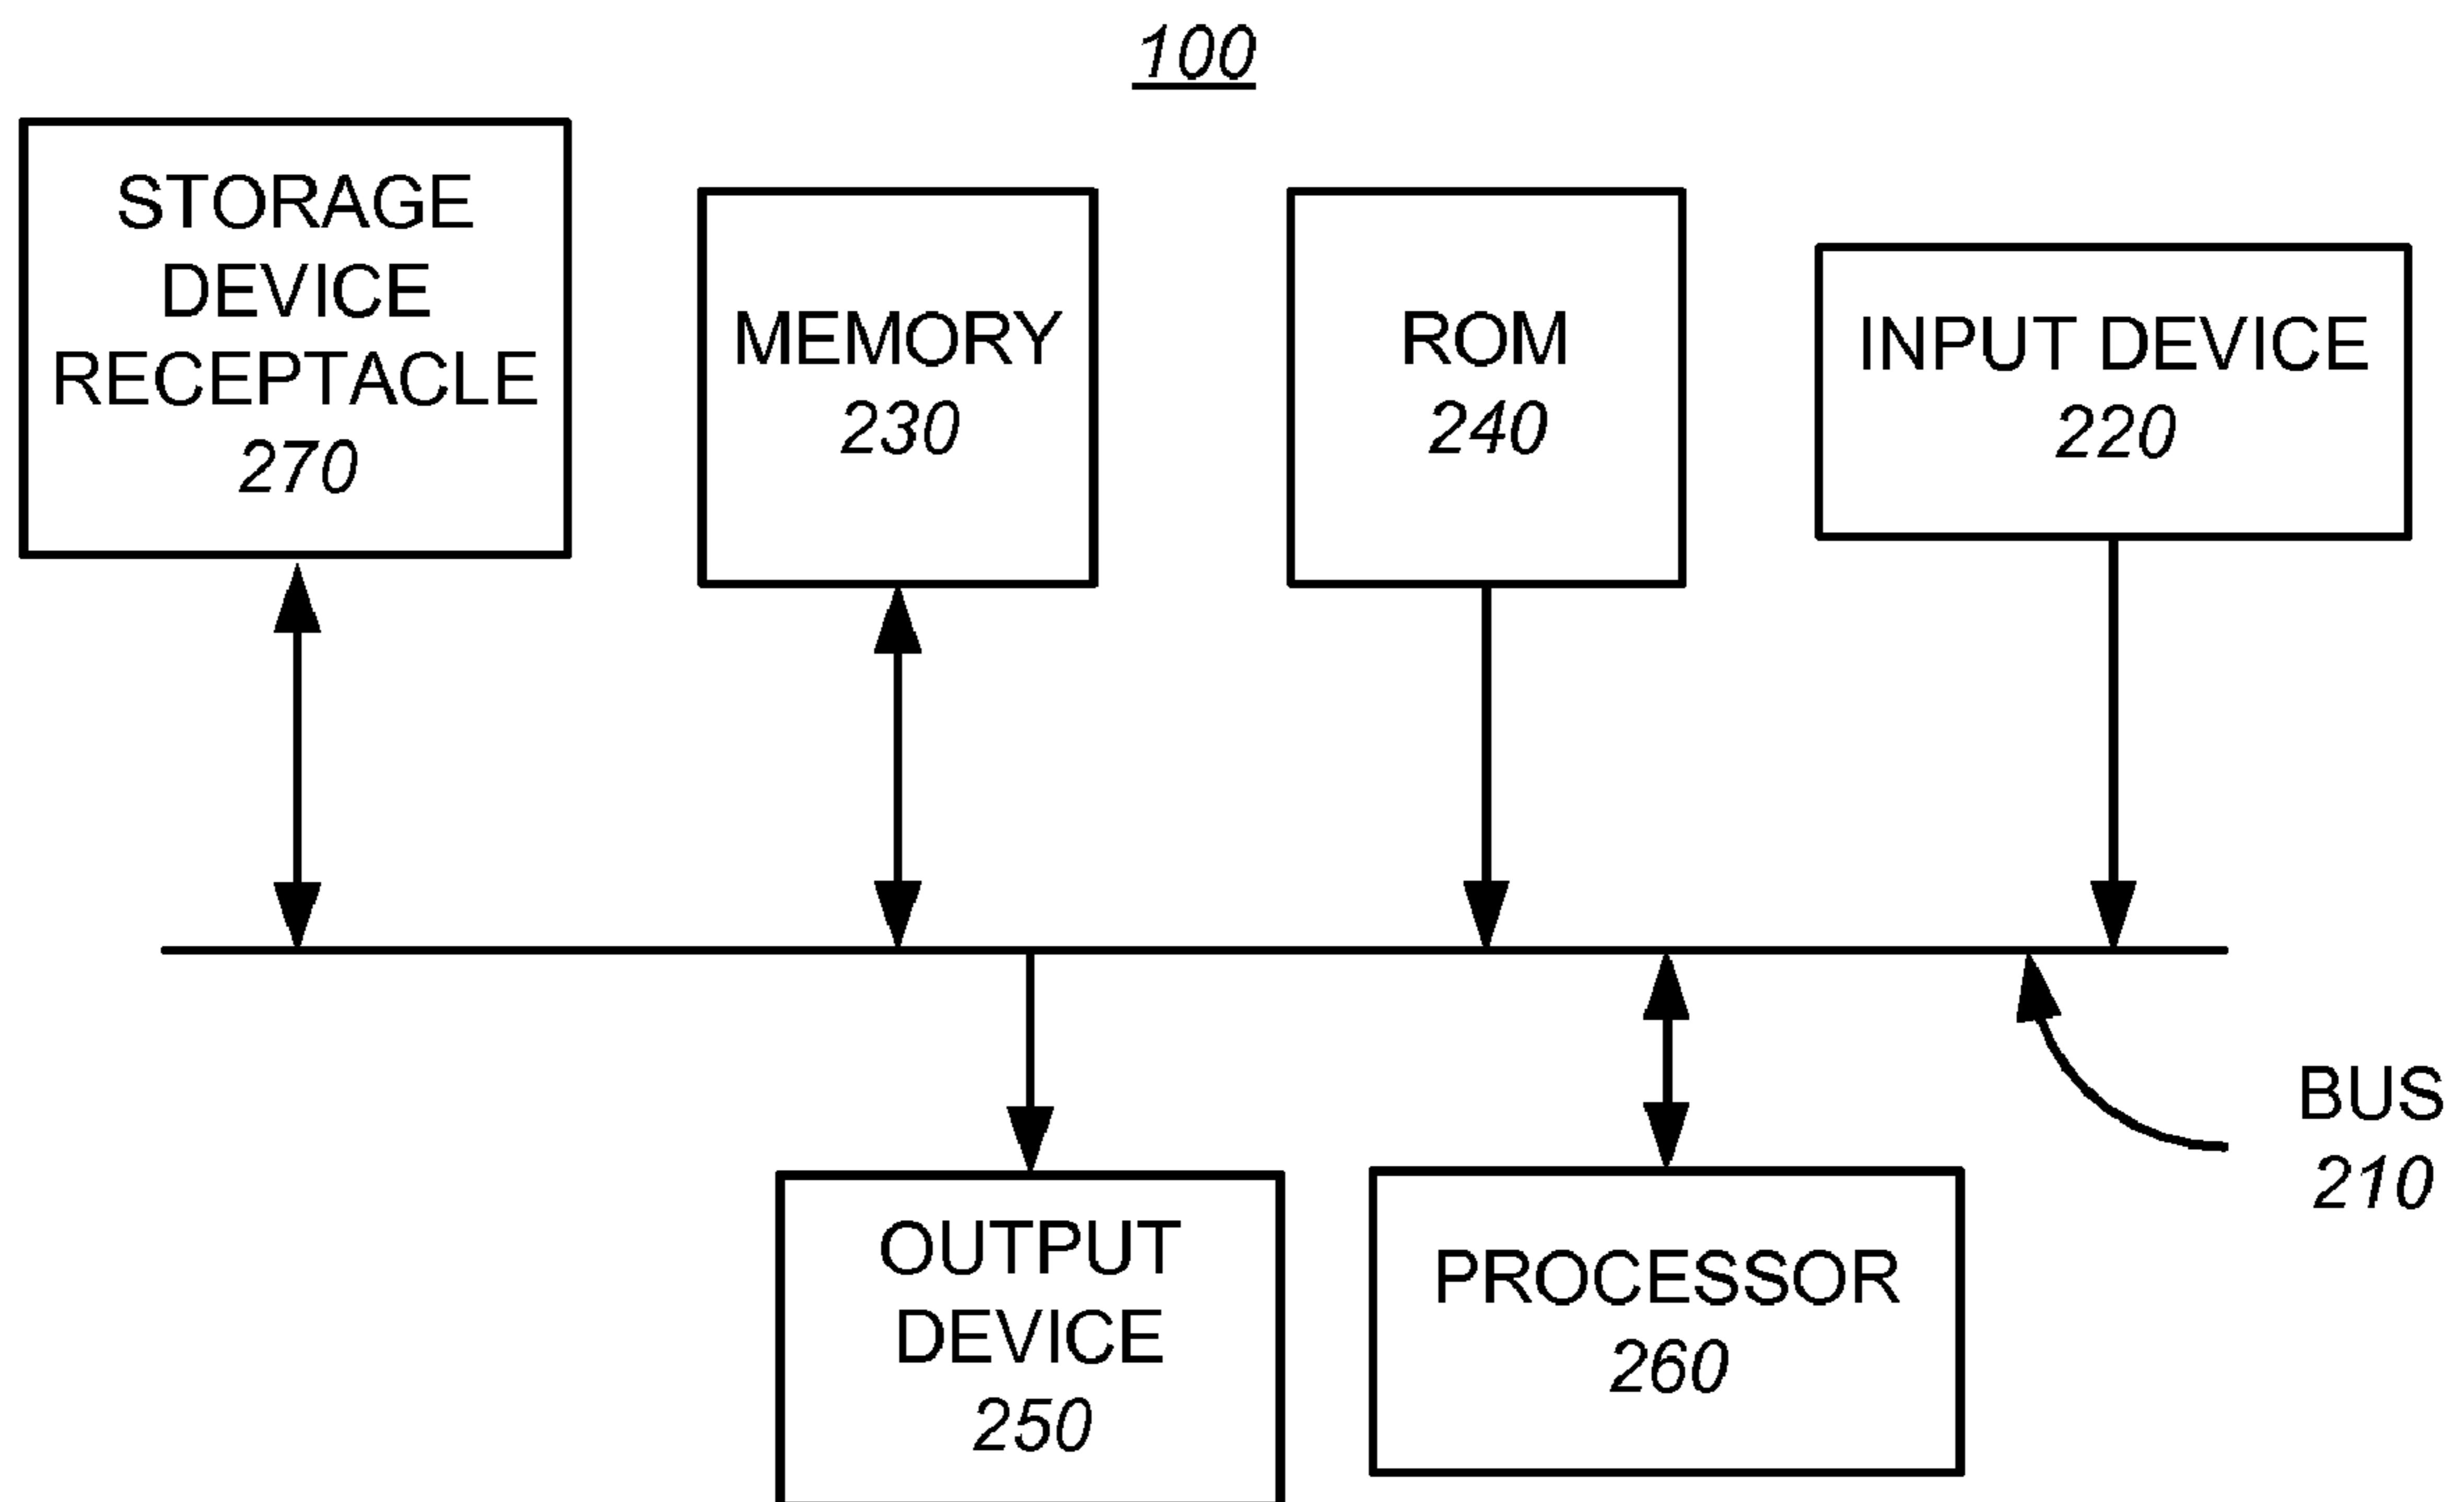 100
STORAGE
DEVICE
RECEPTACLE
270
MEMORY
230
ROM
240
INPUT DEVICE
220
BUS
210
OUTPUT
DEVICE
250
PROCESSOR
260